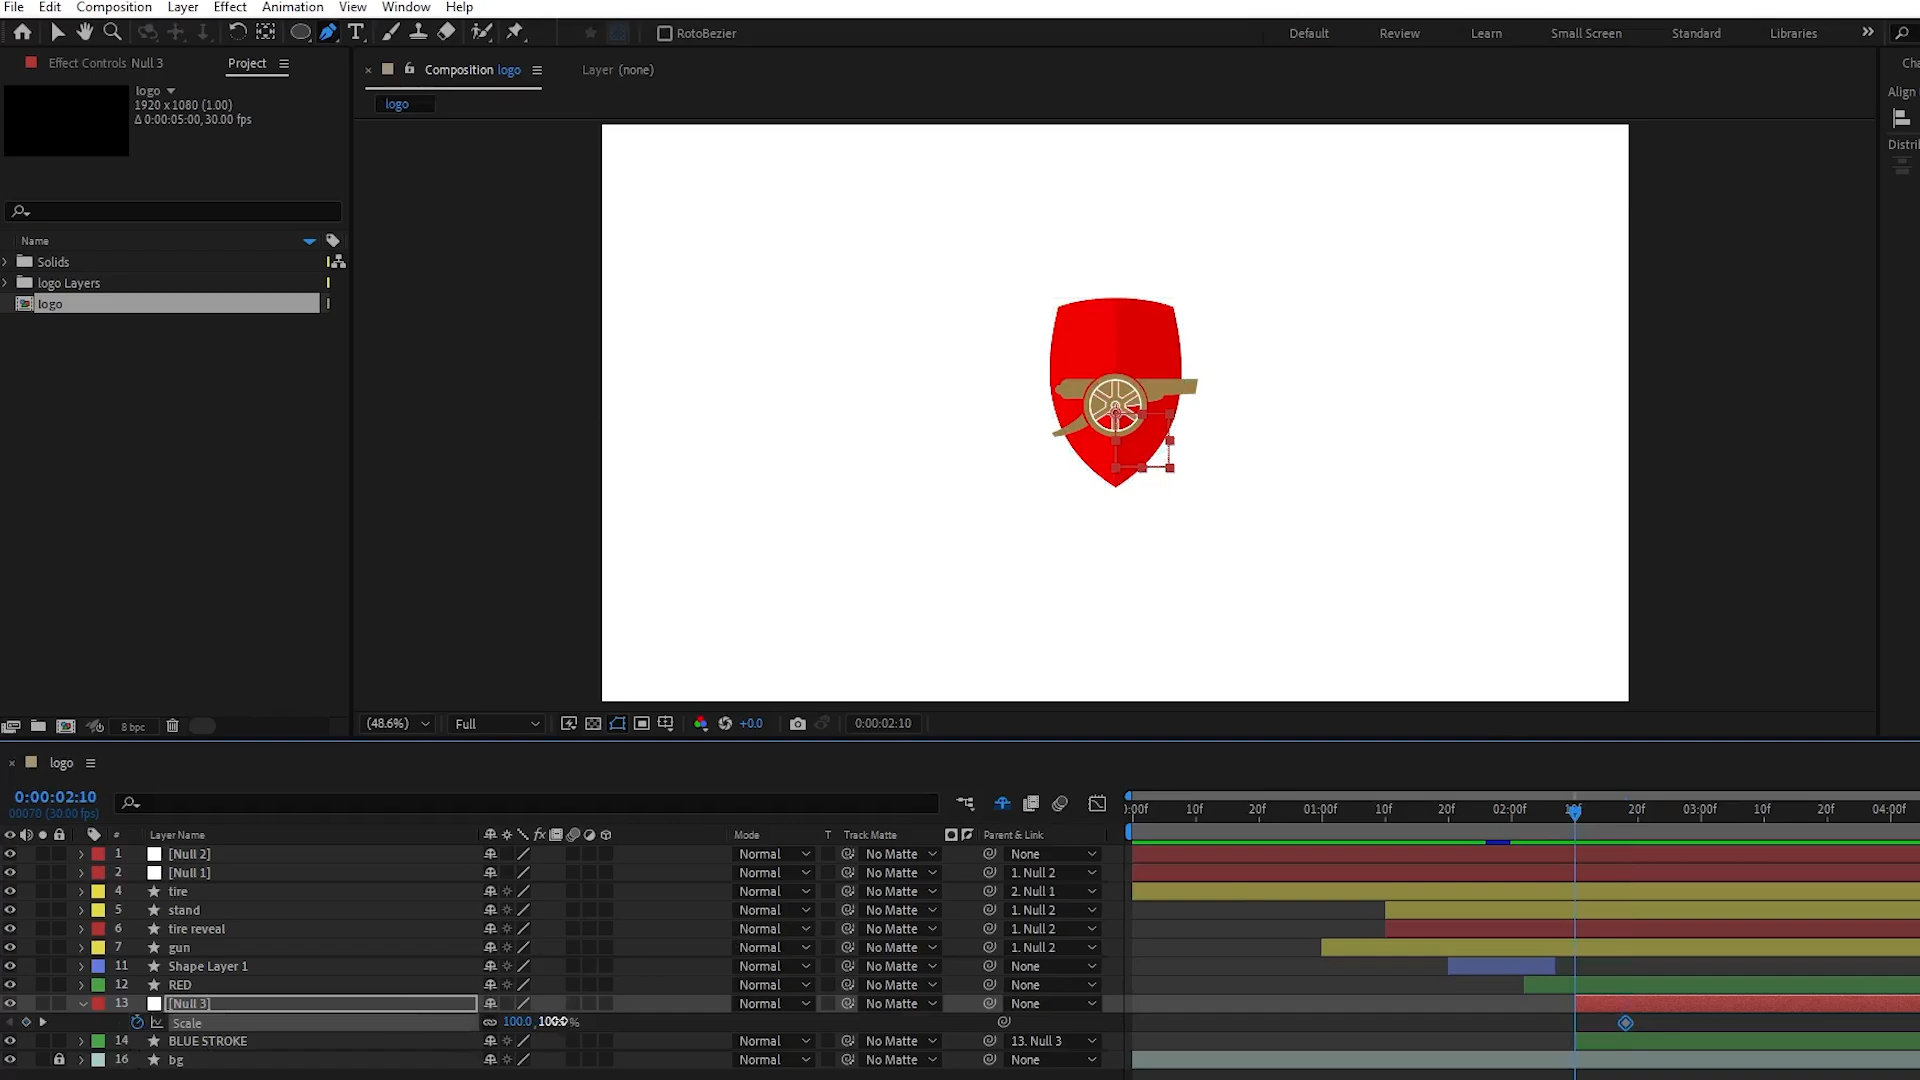 File Edit Composition Layer Effect Animation View Window Help
RotoBezier Default Review Learn Small Screen Standard Libraries
Effect Controls Null 3 Project
Composition logo Layer (none)
logo
1920 x 1080 (1.00)
Δ 0:00:05:00, 30.00 fps
logo
Align
Name
Solids
logo Layers
logo
8 bpc
(48.6%) Full +0.0 0:00:02:10
logo
0:00:02:10
00070 (30.00 fps)
:00f 10f 20f 01:00f 10f 20f 02:00f 20f 03:00f 10f 20f 04:00f
# Layer Name fx Mode T Track Matte Parent & Link
1 [Null 2] Normal No Matte None
2 [Null 1] Normal No Matte 1. Null 2
4 tire Normal No Matte 2. Null 1
5 stand Normal No Matte 1. Null 2
6 tire reveal Normal No Matte 1. Null 2
7 gun Normal No Matte 1. Null 2
11 Shape Layer 1 Normal No Matte None
12 RED Normal No Matte None
13 [Null 3] Normal No Matte None
Scale 100.0, 100.0%
14 BLUE STROKE Normal No Matte 13. Null 3
16 bg Normal No Matte None